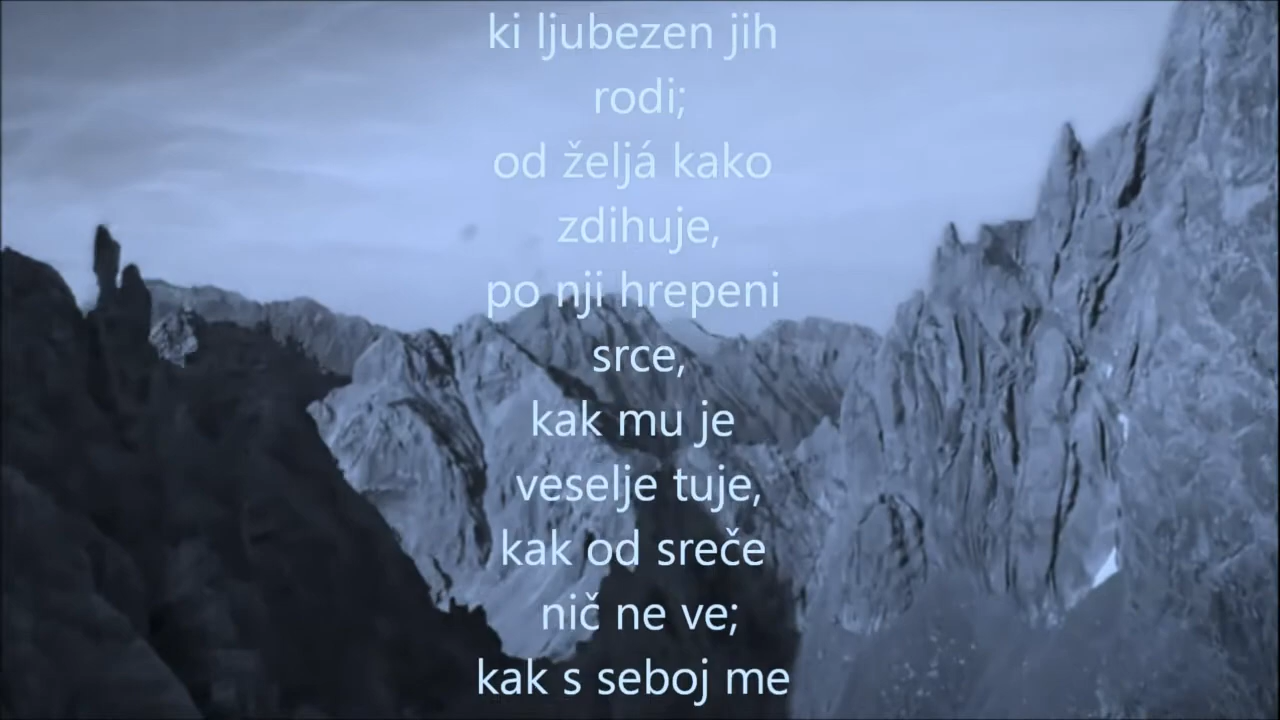 ki ljubezen jih
rodi;
od željá kako
zdihuje,
po nji hrepeni
srce,
kak mu je
veselje tuje,
kak od sreče
nič ne ve;
kak s seboj me